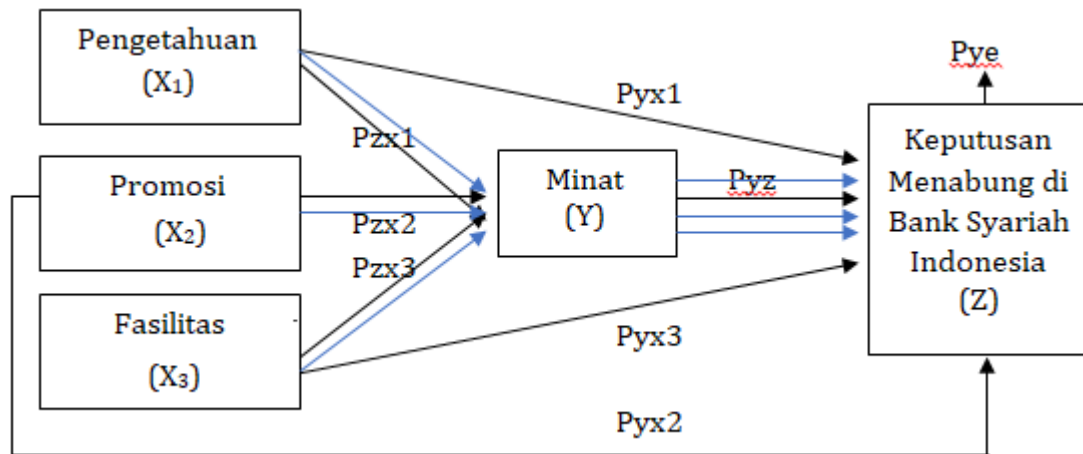 Pengetahuan
(X₁)
Promosi
(X₂)
Fasilitas
(X₃)
Pzx1
Pzx2
Pzx3
Minat
(Y)
Pyx1
Pyz
Pyx3
Pyx2
Pye
Keputusan
Menabung di
Bank Syariah
Indonesia
(Z)